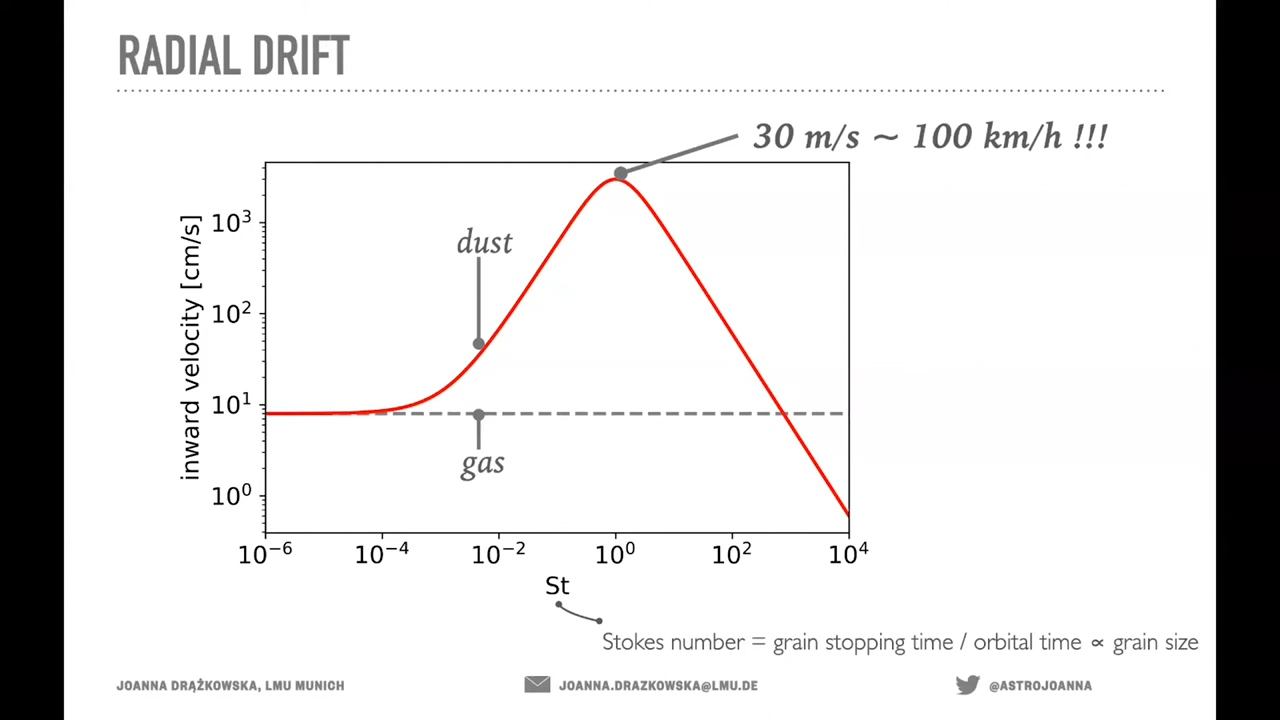 RADIAL DRIFT
30 m/s ~ 100 km/h !!!
inward velocity [cm/s]
10³
10²
10¹
10⁰
dust
gas
10⁻⁶ 10⁻⁴ 10⁻² 10⁰ 10² 10⁴
St
Stokes number = grain stopping time / orbital time ∝ grain size
JOANNA DRĄŻKOWSKA, LMU MUNICH JOANNA.DRAZKOWSKA@LMU.DE @ASTROJOANNA